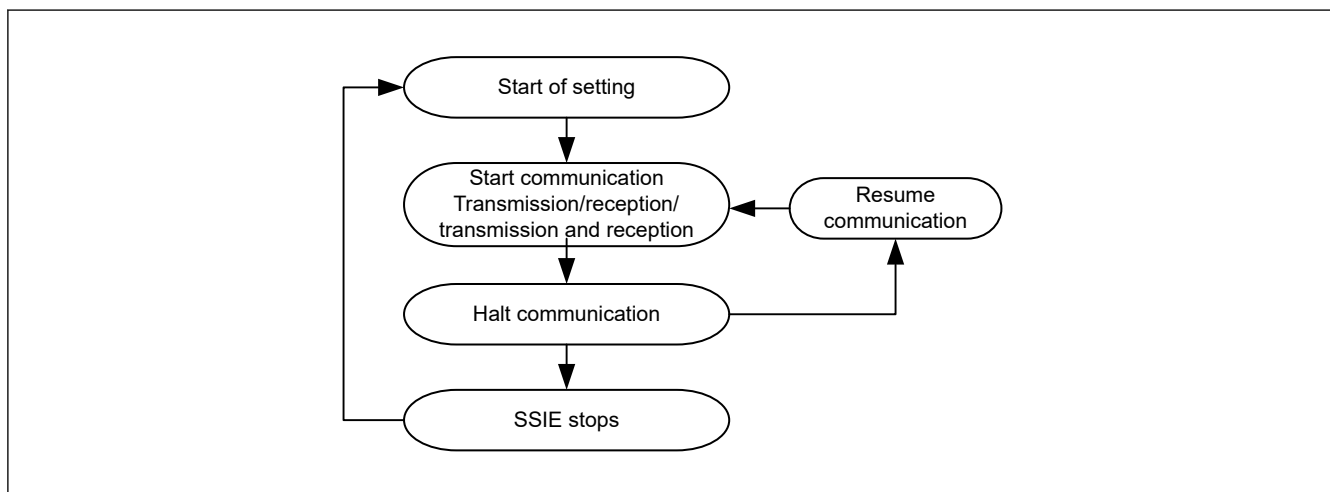 Start of setting
Start communication
Transmission/reception/
transmission and reception
Resume
communication
Halt communication
SSIE stops